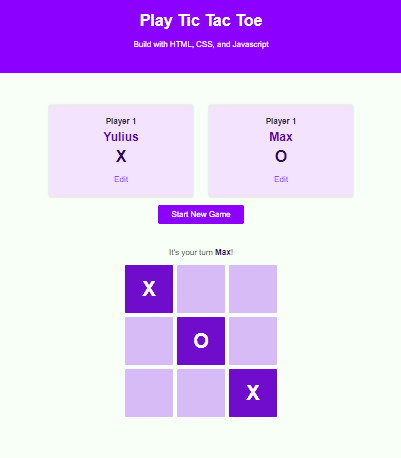 Play Tic Tac Toe
Build with HTML, CSS, and Javascript
Player 1
Yulius
X
Edit
Player 1
Max
O
Edit
Start New Game
It's your turn Max!
X
O
X